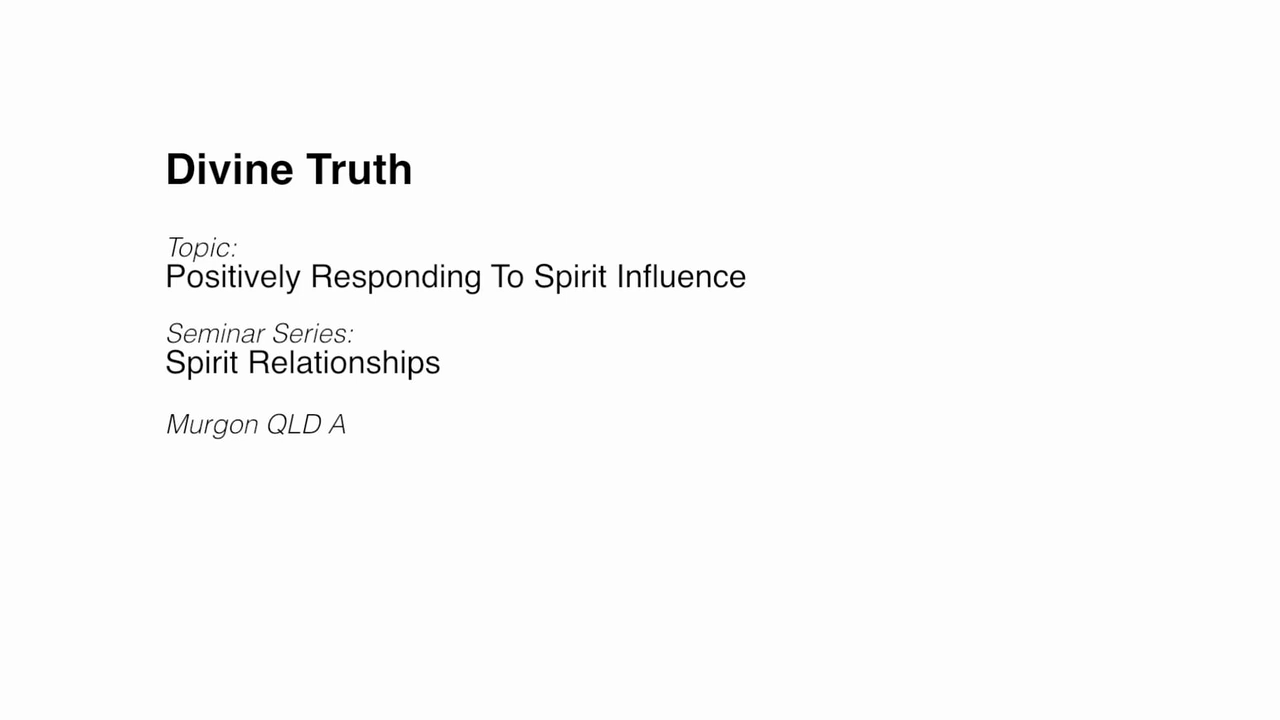 Divine Truth
Topic:
Positively Responding To Spirit Influence
Seminar Series:
Spirit Relationships
Murgon QLD A